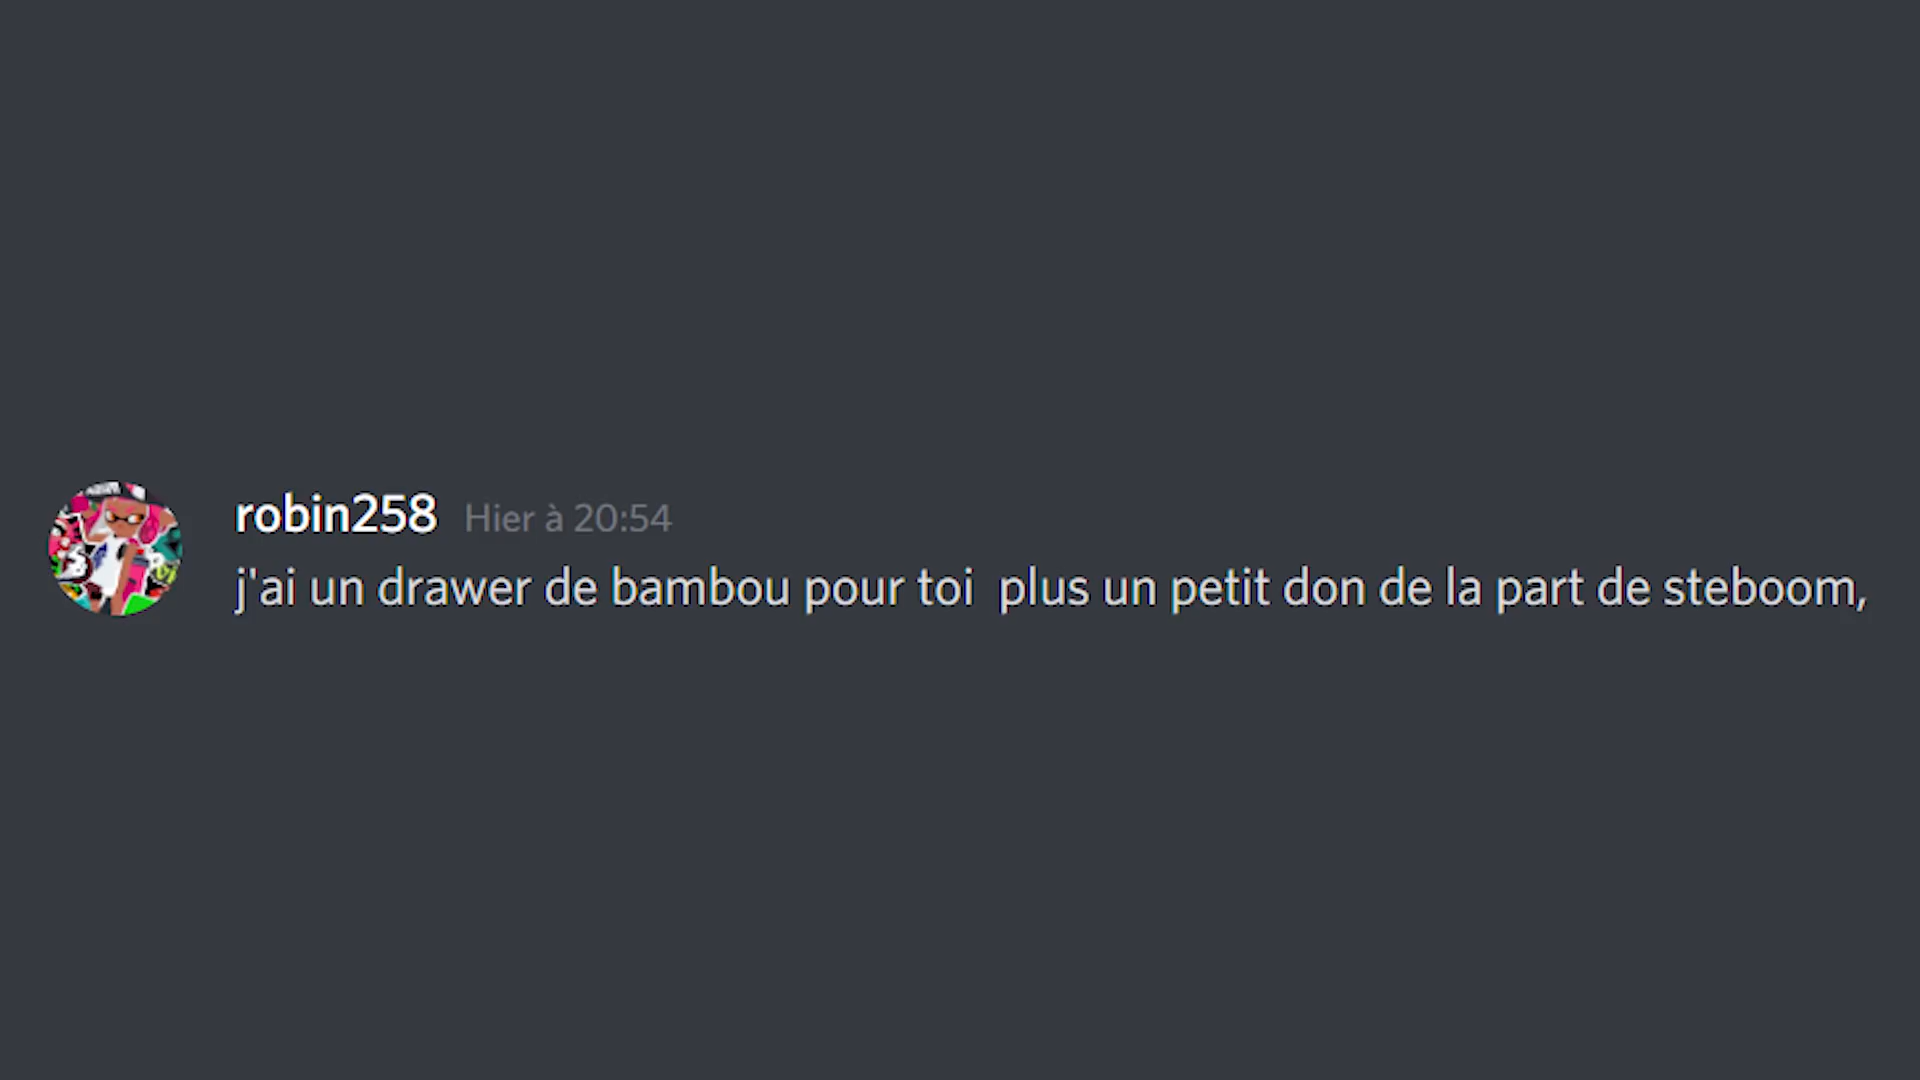 robin258 Hier à 20:54
j'ai un drawer de bambou pour toi  plus un petit don de la part de steboom,